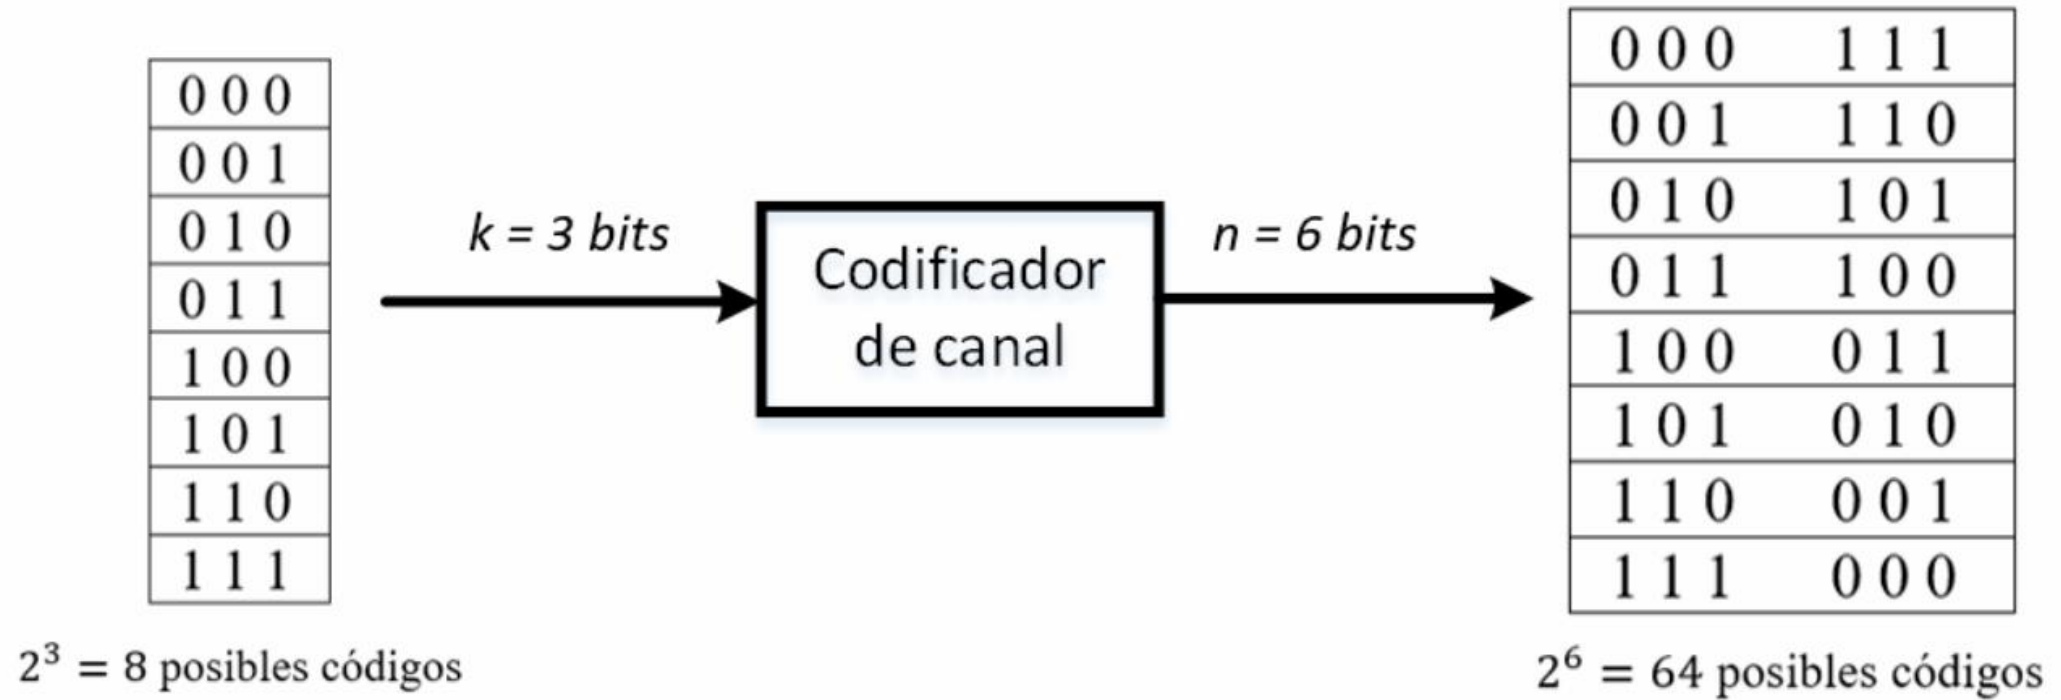 0 0 0
0 0 1
0 1 0
0 1 1
1 0 0
1 0 1
1 1 0
1 1 1
2³ = 8 posibles códigos
k = 3 bits
Codificador
de canal
n = 6 bits
0 0 0 1 1 1
0 0 1 1 1 0
0 1 0 1 0 1
0 1 1 1 0 0
1 0 0 0 1 1
1 0 1 0 1 0
1 1 0 0 0 1
1 1 1 0 0 0
2⁶ = 64 posibles códigos